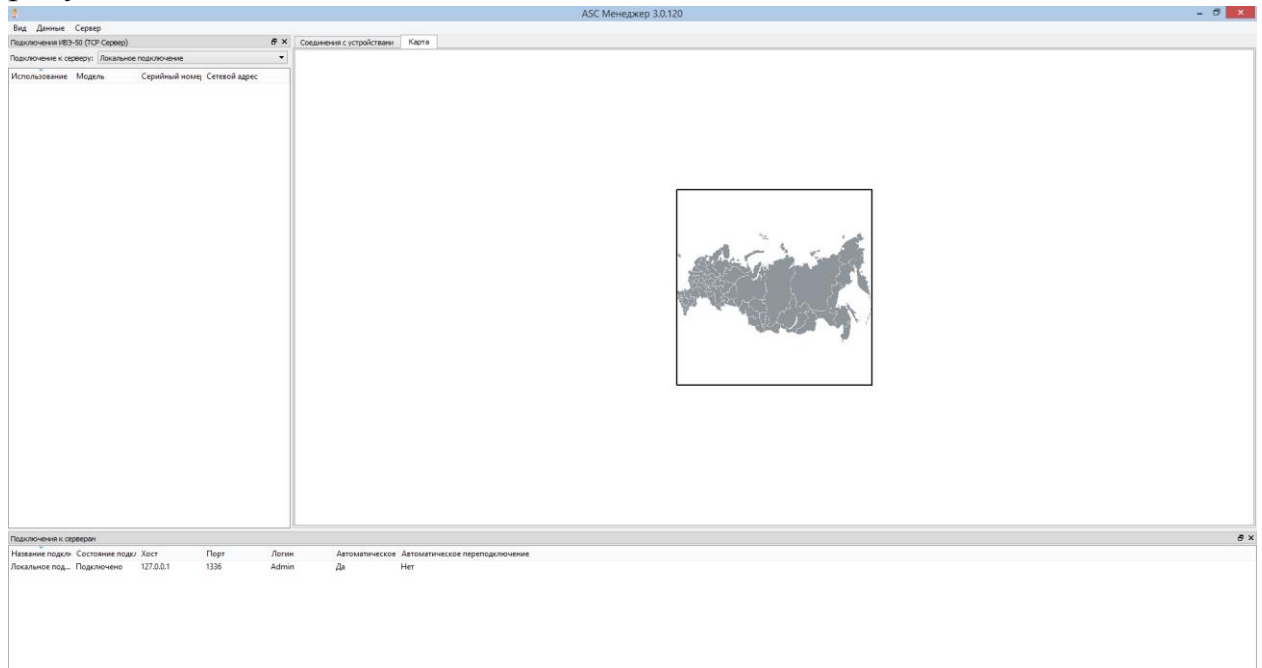 ASC Менеджер 3.0.120
Вид Данные Сервер
Подключения ИВЭ-50 (TCP Сервер)
Соединения с устройствами Карта
Подключение к серверу: Локальное подключение
Использование Модель Серийный номер Сетевой адрес
Подключения к серверам
Название подкл Состояние подкл Хост Порт Логин Автоматическое Автоматическое переподключение
Локальное под... Подключено 127.0.0.1 1336 Admin Да Нет